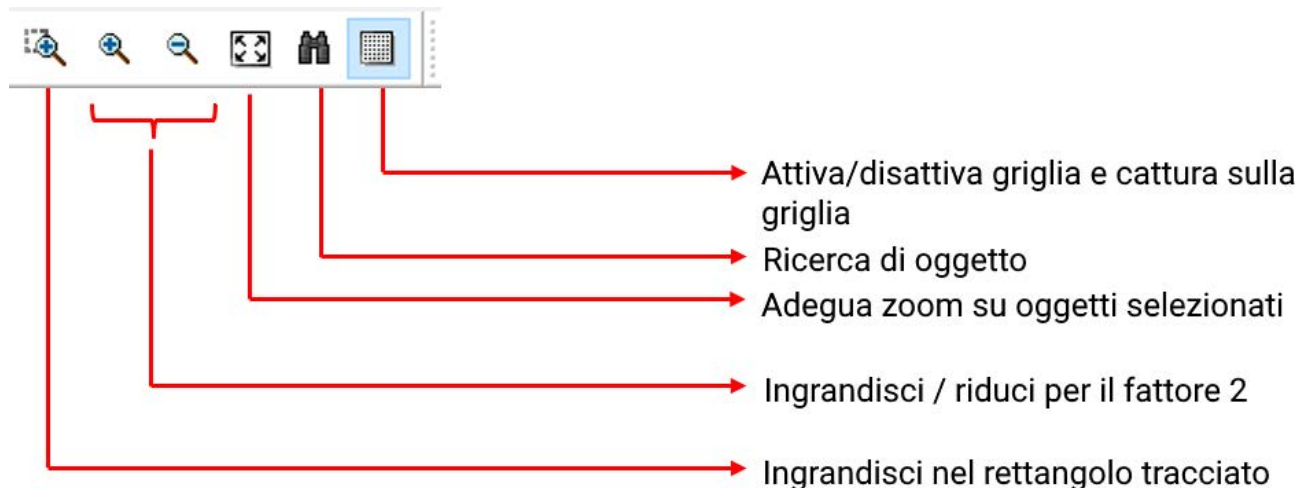 Attiva/disattiva griglia e cattura sulla
griglia
Ricerca di oggetto
Adegua zoom su oggetti selezionati
Ingrandisci / riduci per il fattore 2
Ingrandisci nel rettangolo tracciato